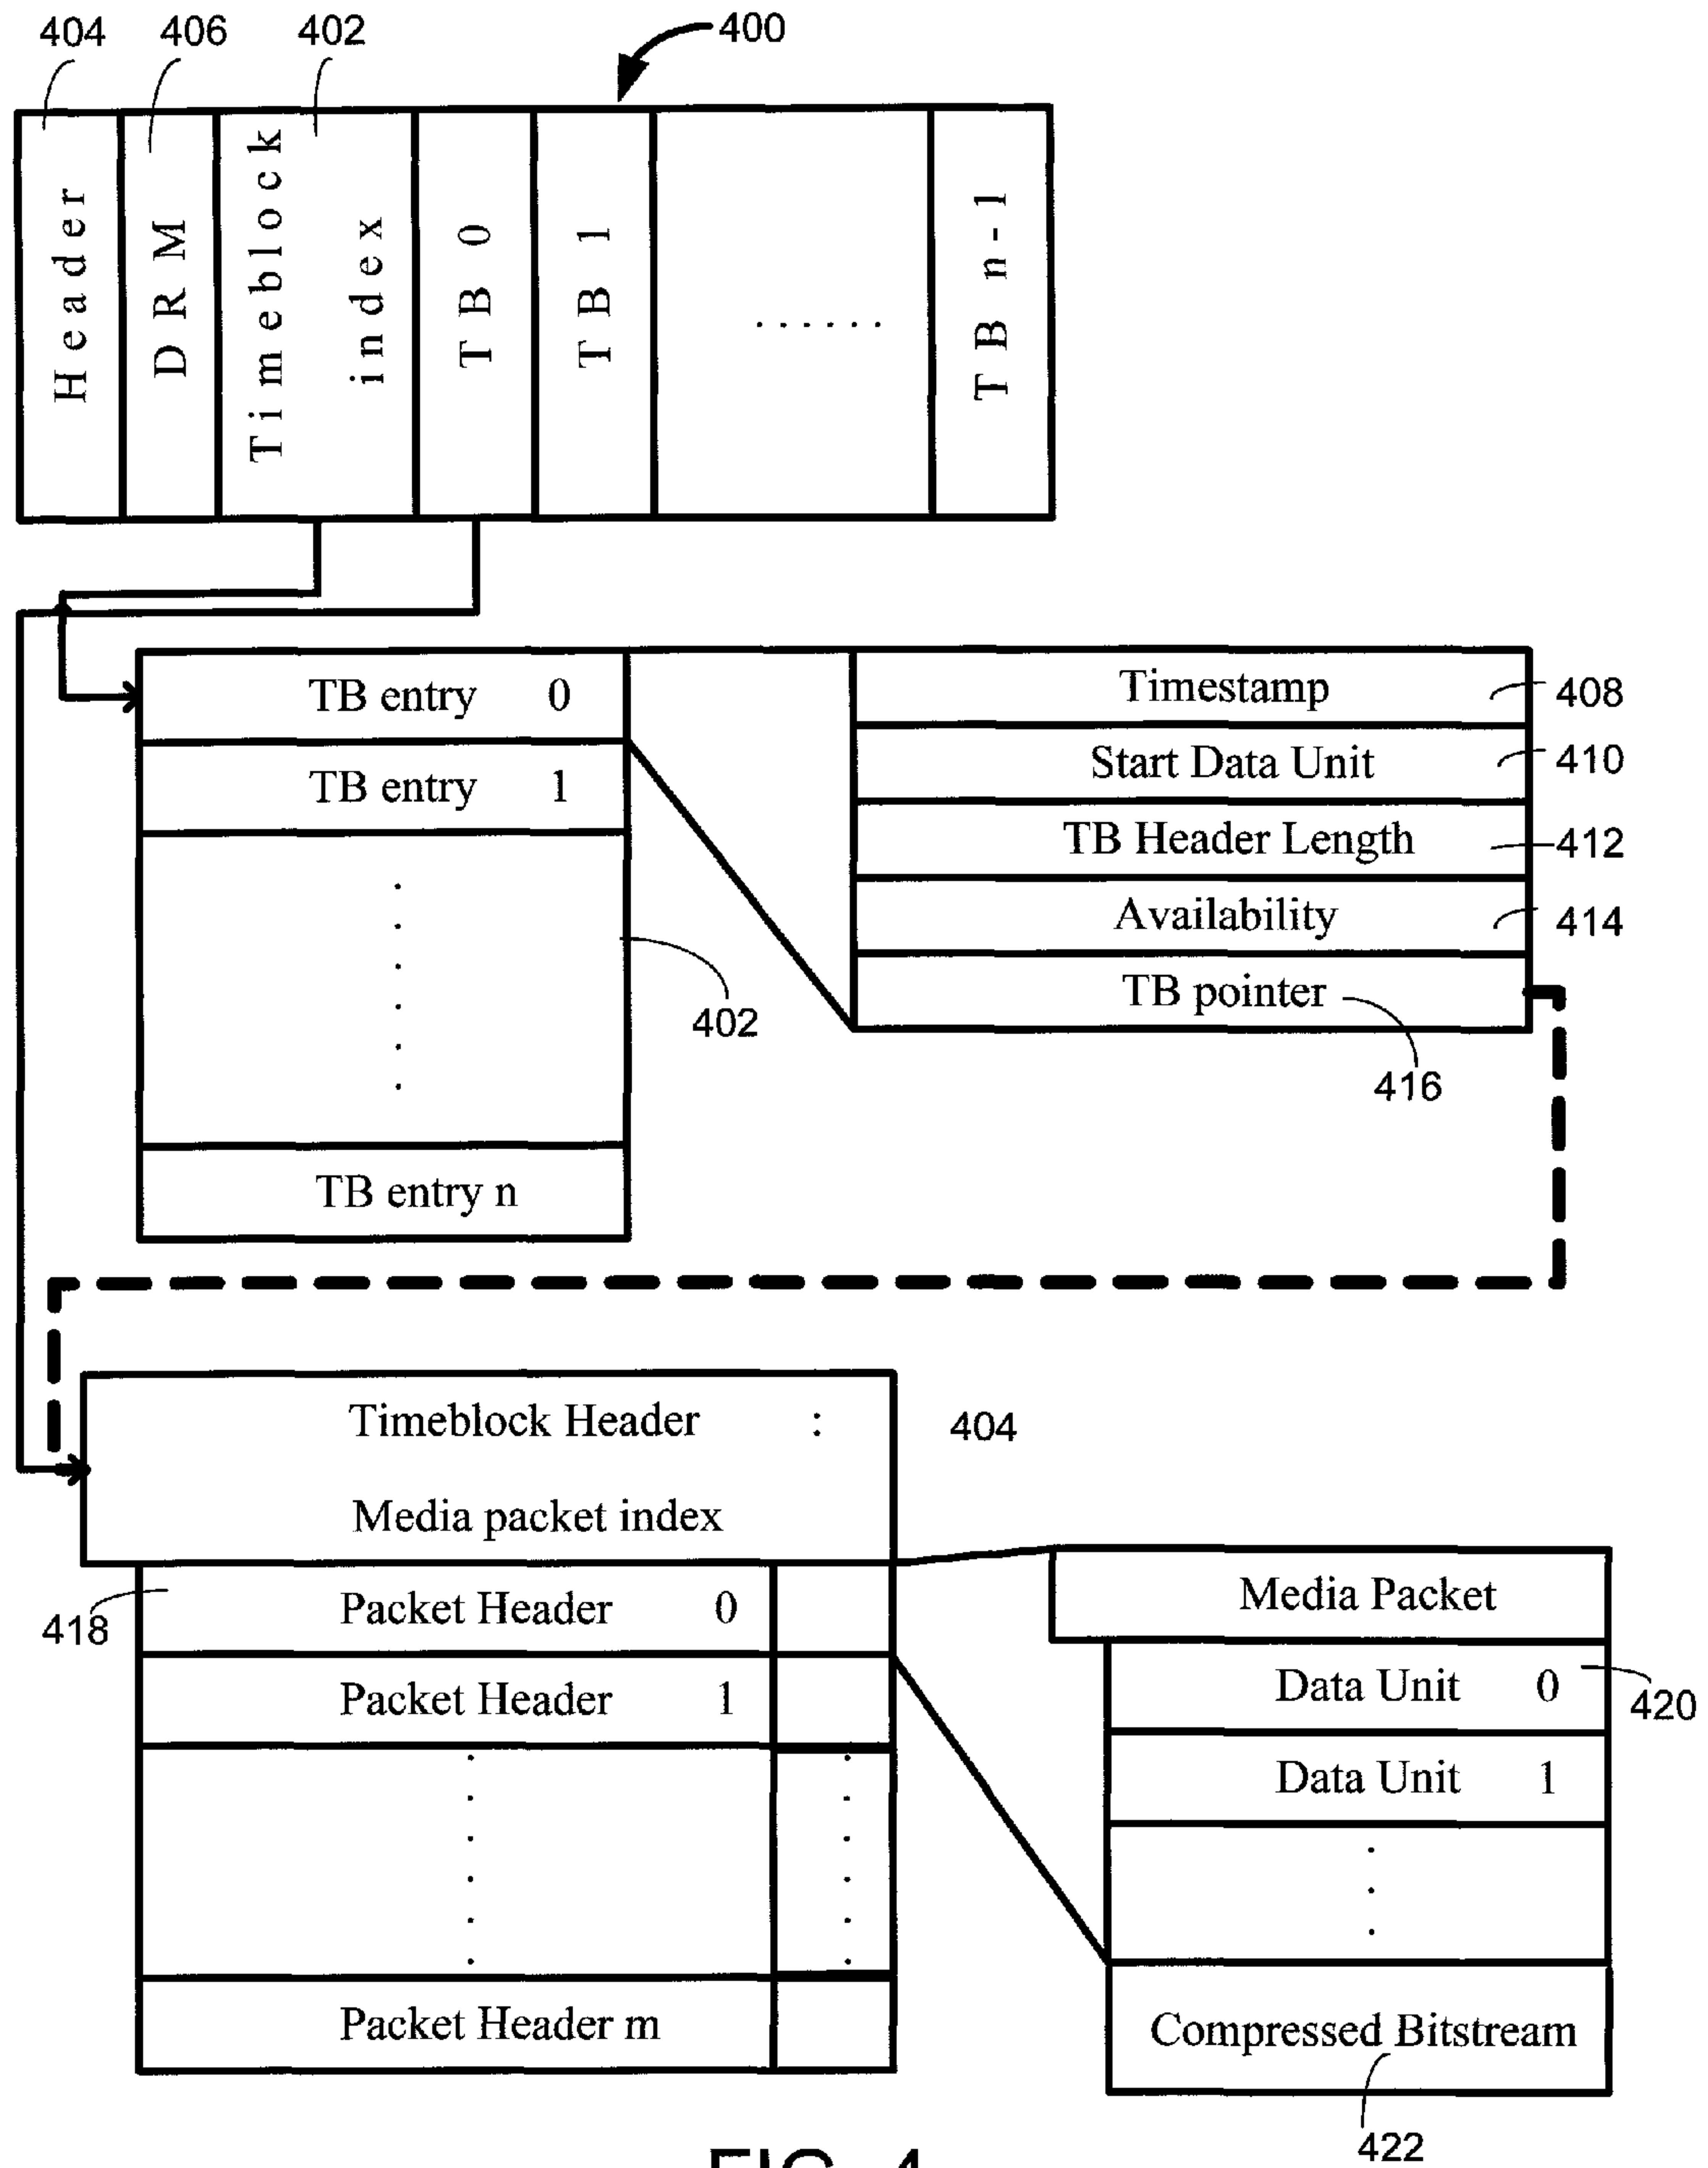 404
406
402
400
Header
DRM
Timeblock
index
TB 0
TB 1
......
TB n-1
TB entry 0
TB entry 1
TB entry n
402
Timestamp
408
Start Data Unit
410
TB Header Length
412
Availability
414
TB pointer
416
Timeblock Header :
404
Media packet index
418
Packet Header 0
Packet Header 1
Packet Header m
Media Packet
Data Unit 0
420
Data Unit 1
Compressed Bitstream
422
FIG. 4